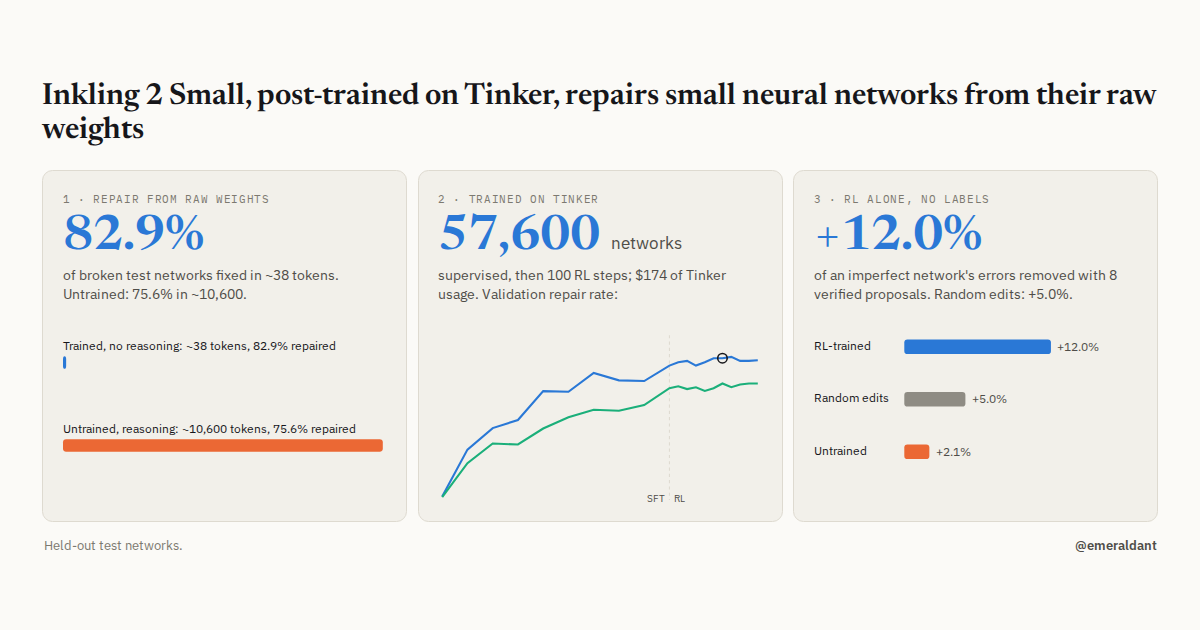 Inkling 2 Small, post-trained on Tinker, repairs small neural networks from their raw
weights
1 · REPAIR FROM RAW WEIGHTS
82.9%
of broken test networks fixed in ~38 tokens.
Untrained: 75.6% in ~10,600.
Trained, no reasoning: ~38 tokens, 82.9% repaired
Untrained, reasoning: ~10,600 tokens, 75.6% repaired
2 · TRAINED ON TINKER
57,600 networks
supervised, then 100 RL steps; $174 of Tinker
usage. Validation repair rate:
SFT RL
3 · RL ALONE, NO LABELS
+12.0%
of an imperfect network's errors removed with 8
verified proposals. Random edits: +5.0%.
RL-trained +12.0%
Random edits +5.0%
Untrained +2.1%
Held-out test networks.
@emeraldant